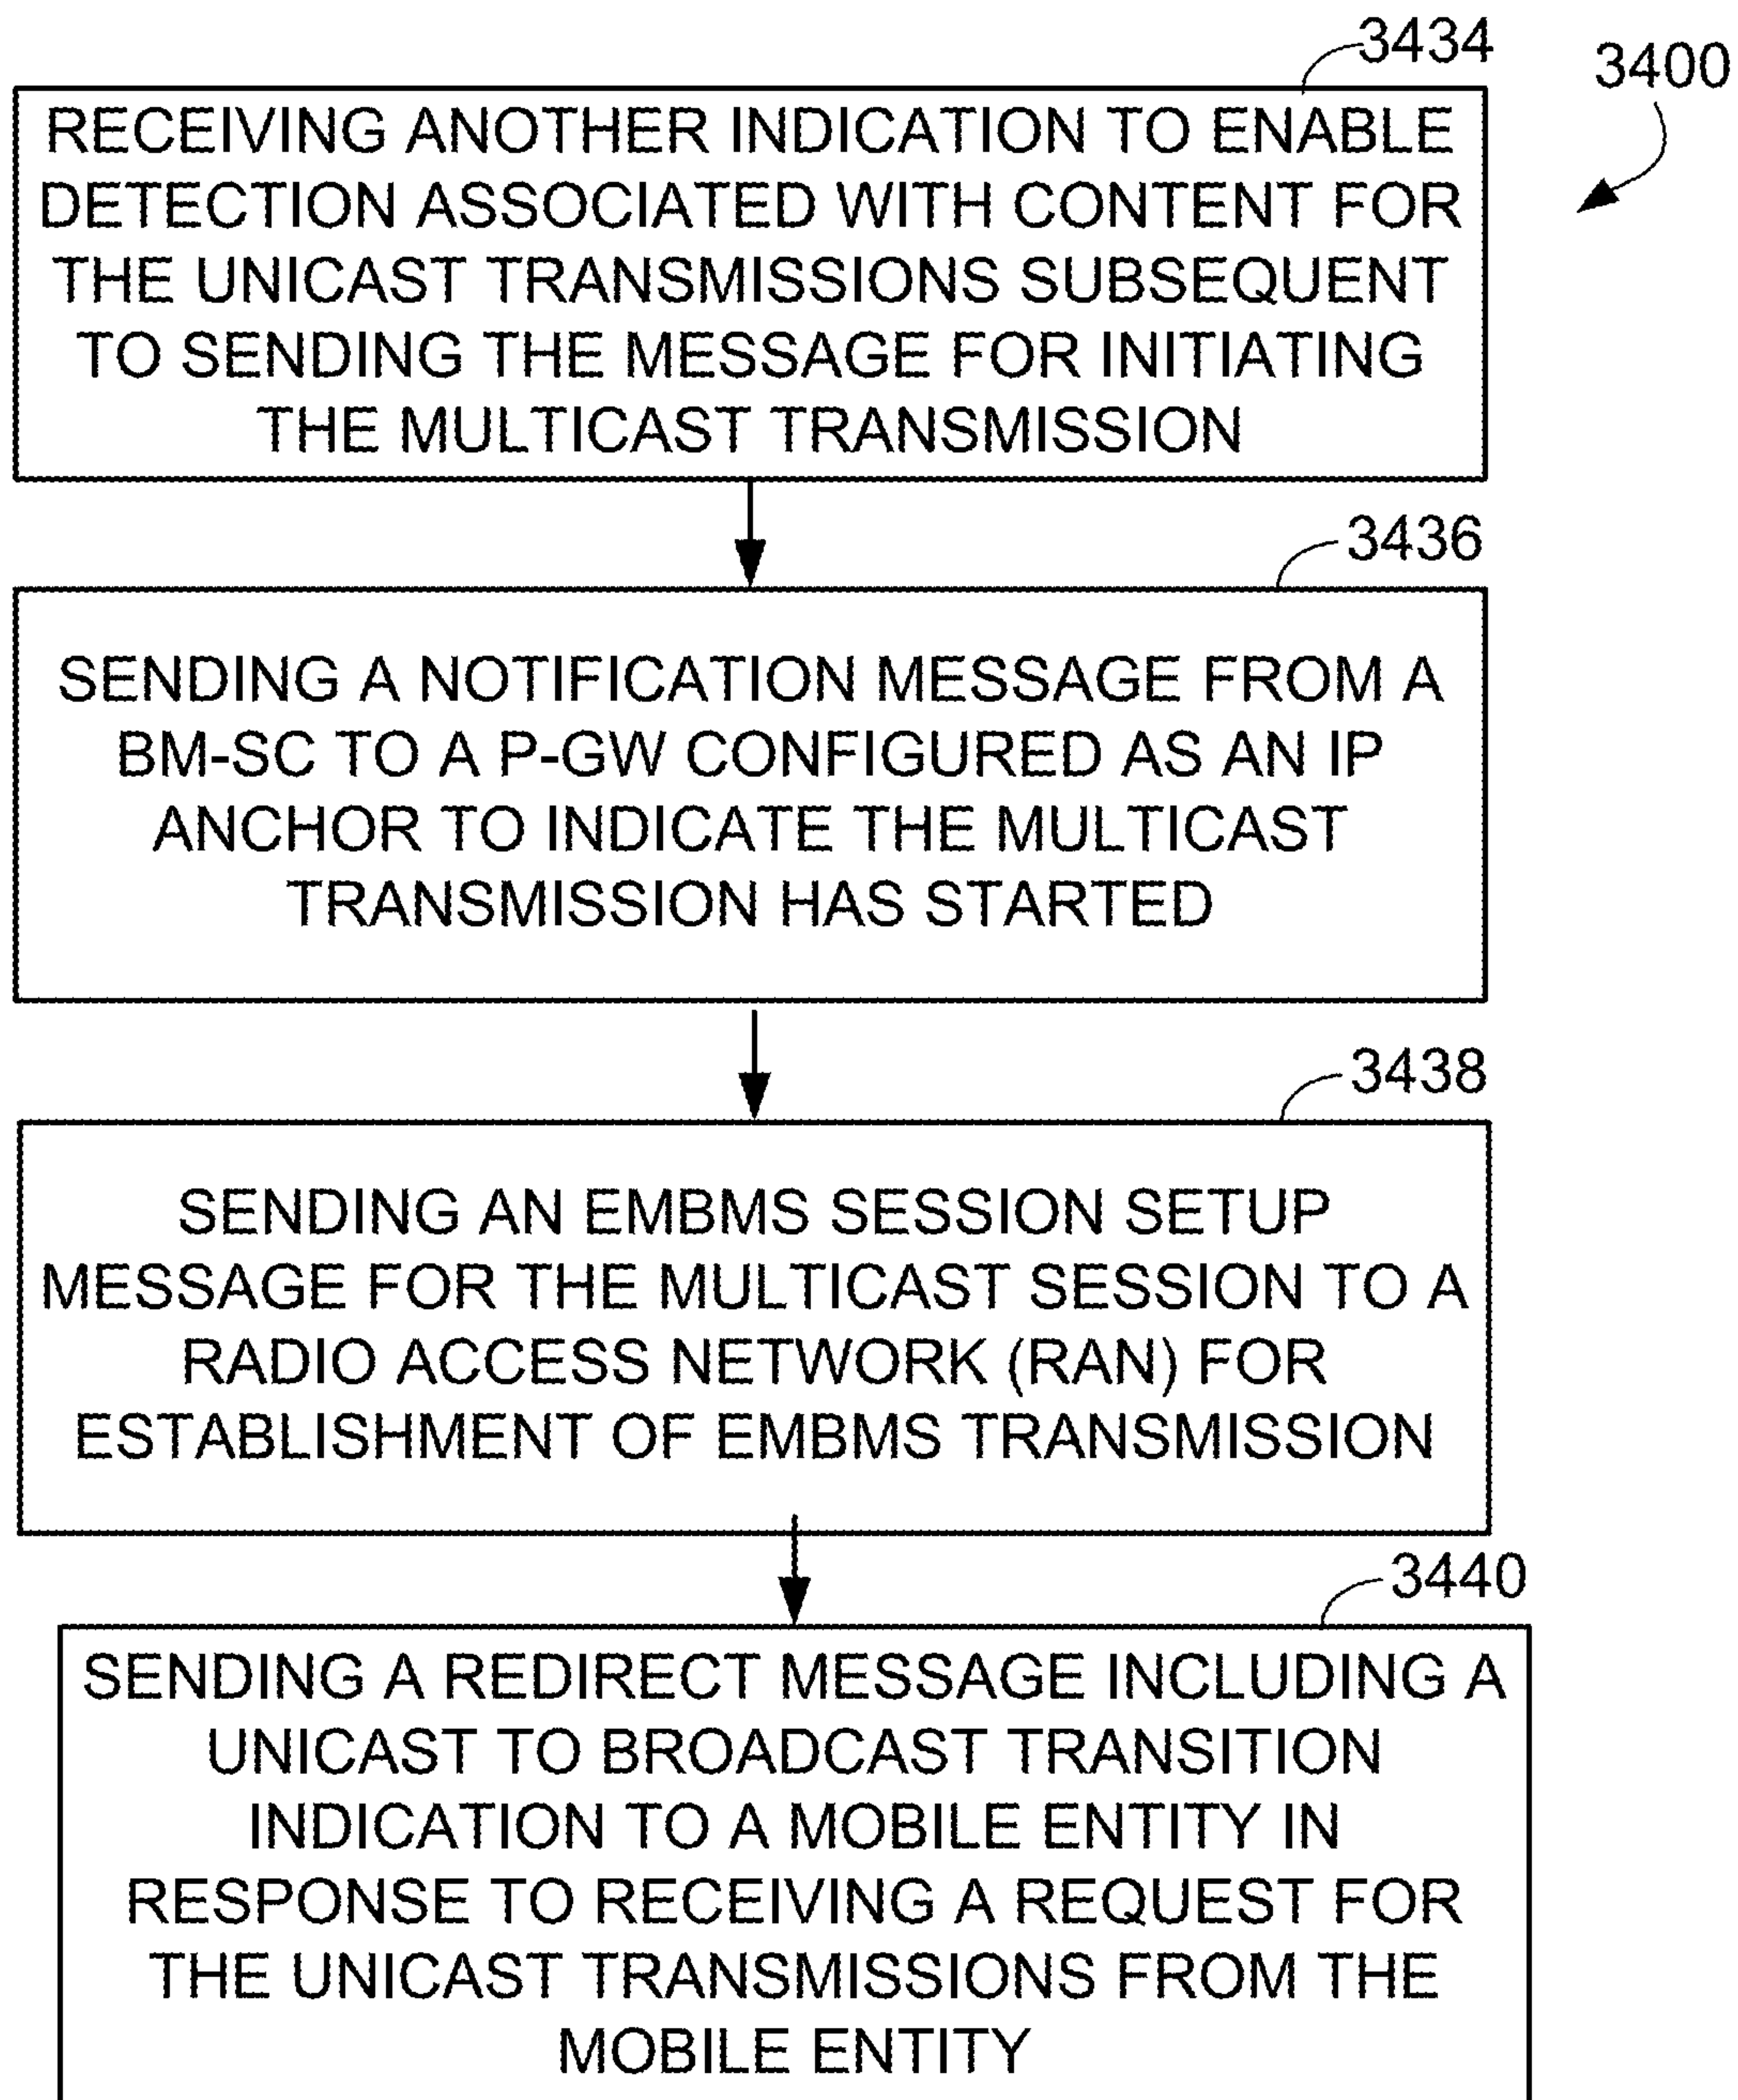 3434
3400
RECEIVING ANOTHER INDICATION TO ENABLE
DETECTION ASSOCIATED WITH CONTENT FOR
THE UNICAST TRANSMISSIONS SUBSEQUENT
TO SENDING THE MESSAGE FOR INITIATING
THE MULTICAST TRANSMISSION
3436
SENDING A NOTIFICATION MESSAGE FROM A
BM-SC TO A P-GW CONFIGURED AS AN IP
ANCHOR TO INDICATE THE MULTICAST
TRANSMISSION HAS STARTED
3438
SENDING AN EMBMS SESSION SETUP
MESSAGE FOR THE MULTICAST SESSION TO A
RADIO ACCESS NETWORK (RAN) FOR
ESTABLISHMENT OF EMBMS TRANSMISSION
3440
SENDING A REDIRECT MESSAGE INCLUDING A
UNICAST TO BROADCAST TRANSITION
INDICATION TO A MOBILE ENTITY IN
RESPONSE TO RECEIVING A REQUEST FOR
THE UNICAST TRANSMISSIONS FROM THE
MOBILE ENTITY